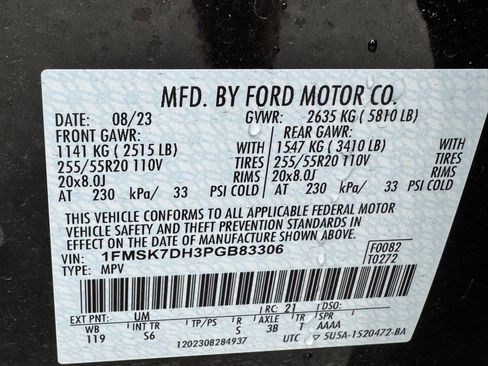 MFD. BY FORD MOTOR CO.
DATE: 08/23 GVWR: 2635 KG ( 5810 LB)
FRONT GAWR: REAR GAWR:
1141 KG ( 2515 LB) WITH 1547 KG ( 3410 LB) WITH
255/55R20 110V TIRES 255/55R20 110V TIRES
20x8.0J RIMS 20x8.0J RIMS
AT 230 kPa/ 33 PSI COLD AT 230 kPa/ 33 PSI COLD
THIS VEHICLE CONFORMS TO ALL APPLICABLE FEDERAL MOTOR
VEHICLE SAFETY, BUMPER, AND THEFT PREVENTION STANDARDS
IN EFFECT ON THE DATE OF MANUFACTURE SHOWN ABOVE.
VIN: 1FMSK7DH3PGB83306 F0082
TYPE: MPV T0272
EXT PNT: UM RC: 21 DSO:
WB INT TR TP/PS R AXLE TR SPR
119 S6 S 3B T AAAA
1202308284937 UTC ▽ 5U5A-1520472-BA